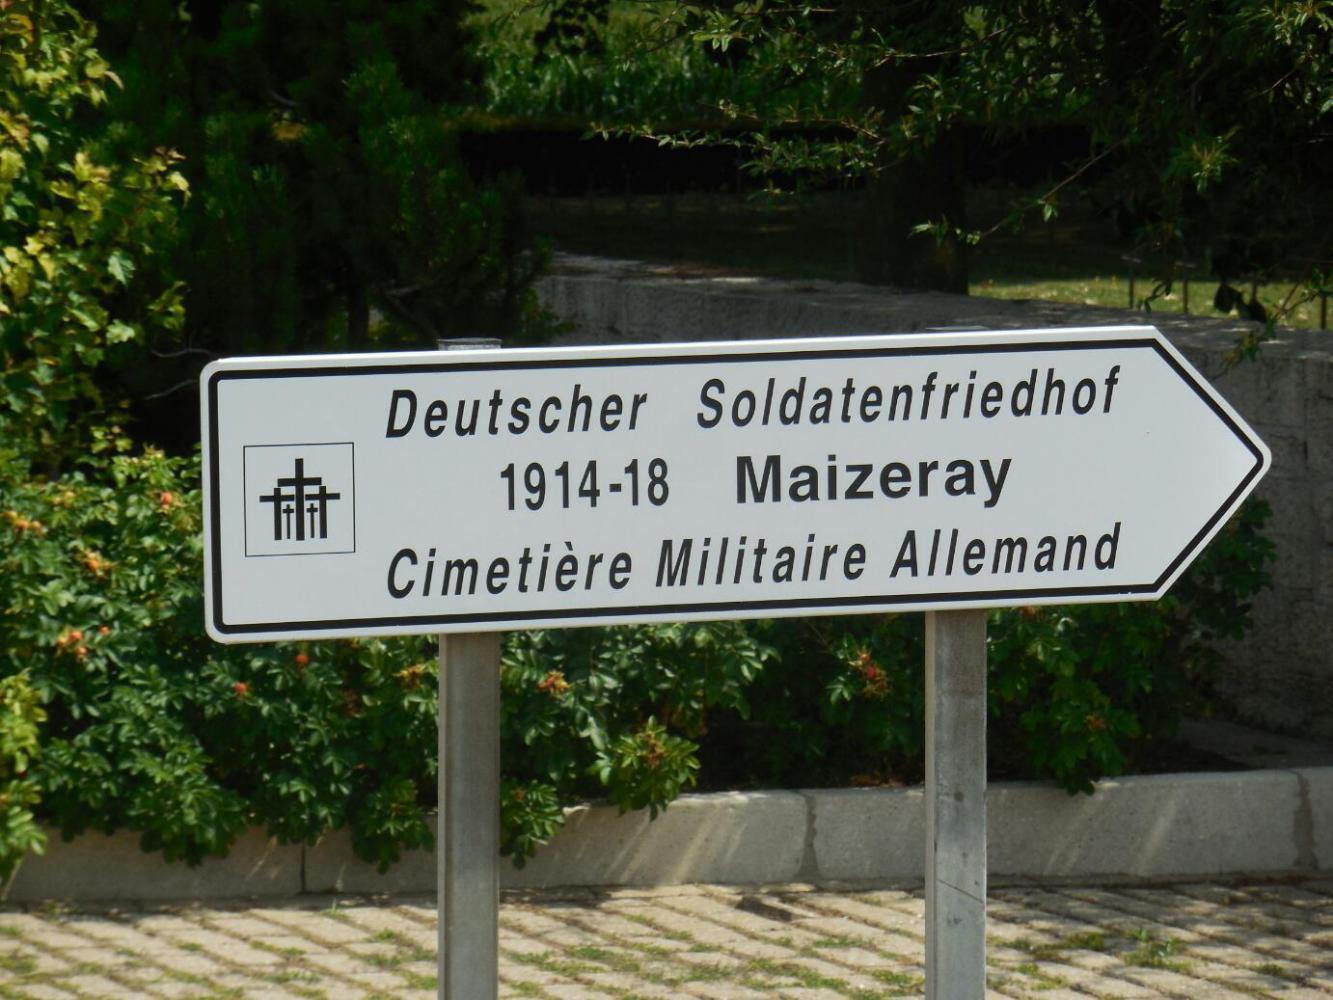 Deutscher Soldatenfriedhof
1914-18 Maizeray
Cimetière Militaire Allemand